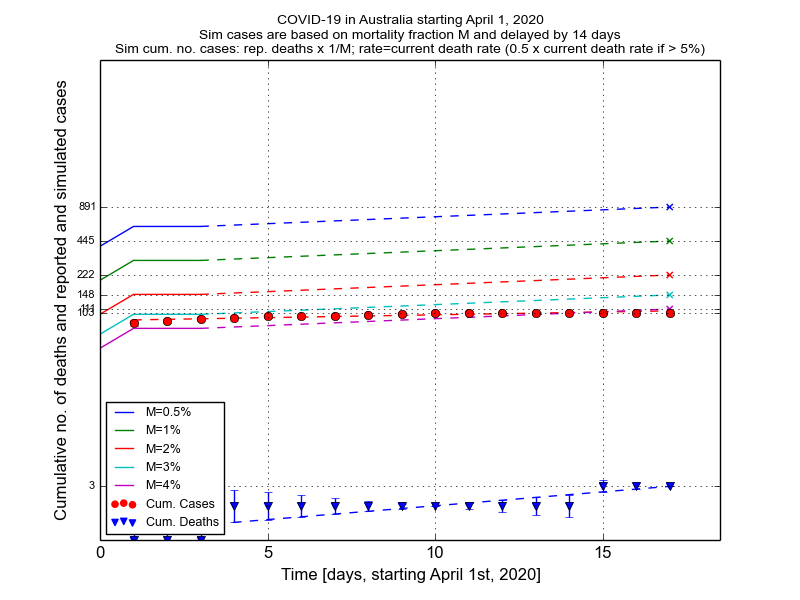 COVID-19 in Australia starting April 1, 2020
Sim cases are based on mortality fraction M and delayed by 14 days
Sim cum. no. cases: rep. deaths x 1/M; rate=current death rate (0.5 x current death rate if > 5%)
Cumulative no. of deaths and reported and simulated cases
891
445
222
148
103
3
M=0.5%
M=1%
M=2%
M=3%
M=4%
Cum. Cases
Cum. Deaths
0
5
10
15
Time [days, starting April 1st, 2020]